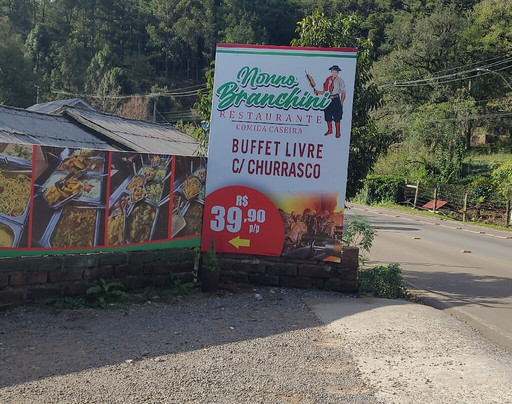 Nonno
Branchini
RESTAURANTE
COMIDA CASEIRA
BUFFET LIVRE
C/ CHURRASCO
R$
39,90
p/p